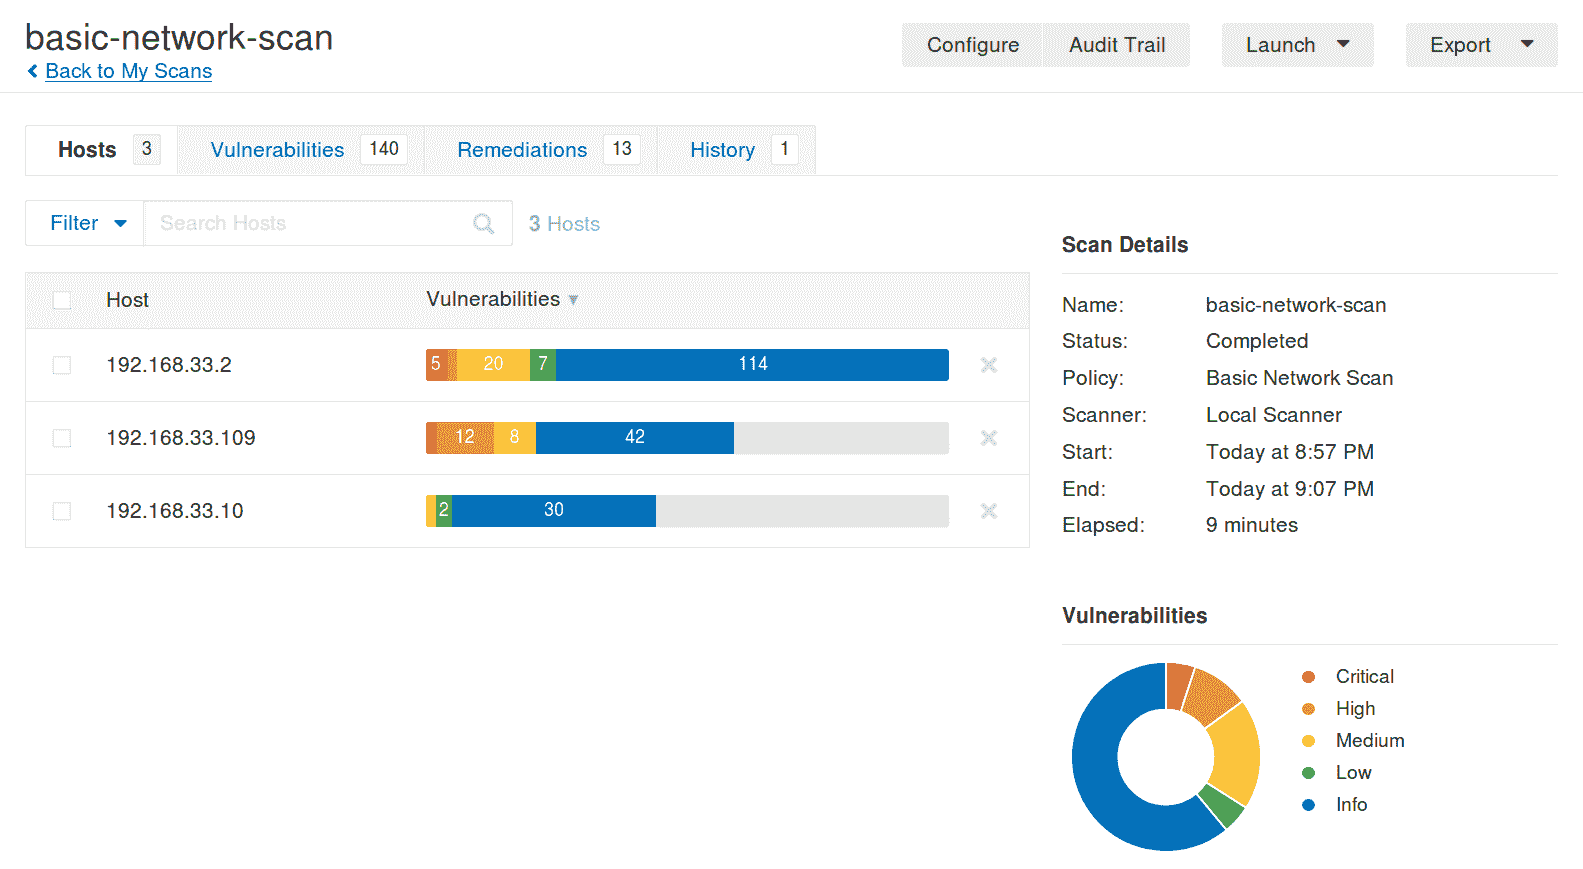 basic-network-scan
Back to My Scans
Configure
Audit Trail
Launch
Export
Hosts 3
Vulnerabilities 140
Remediations 13
History 1
Filter
Search Hosts
3 Hosts
Host
Vulnerabilities
192.168.33.2
5 20 7 114
192.168.33.109
12 8 42
192.168.33.10
2 30
Scan Details
Name: basic-network-scan
Status: Completed
Policy: Basic Network Scan
Scanner: Local Scanner
Start: Today at 8:57 PM
End: Today at 9:07 PM
Elapsed: 9 minutes
Vulnerabilities
Critical
High
Medium
Low
Info